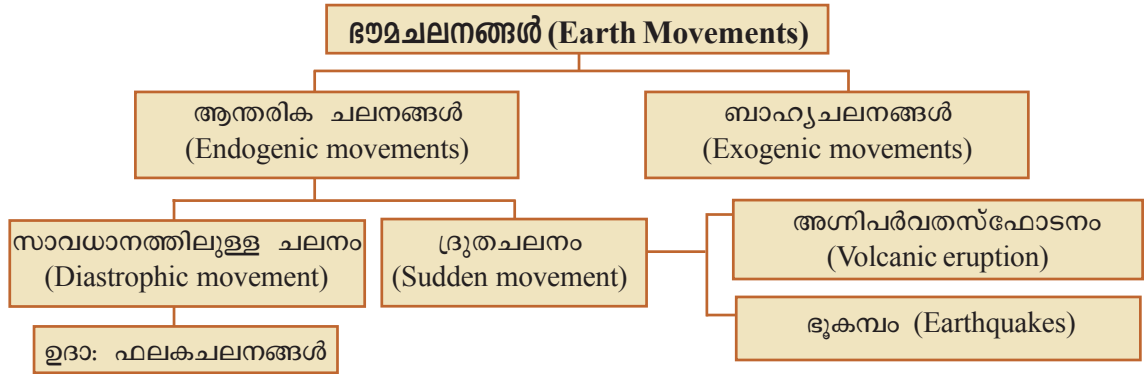 ഭൗമചലനങ്ങൾ (Earth Movements)
ആന്തരിക ചലനങ്ങൾ
(Endogenic movements)
ബാഹ്യചലനങ്ങൾ
(Exogenic movements)
സാവധാനത്തിലുള്ള ചലനം
(Diastrophic movement)
ദ്രുതചലനം
(Sudden movement)
അഗ്നിപർവതസ്ഫോടനം
(Volcanic eruption)
ഭൂകമ്പം (Earthquakes)
ഉദാ: ഫലകചലനങ്ങൾ